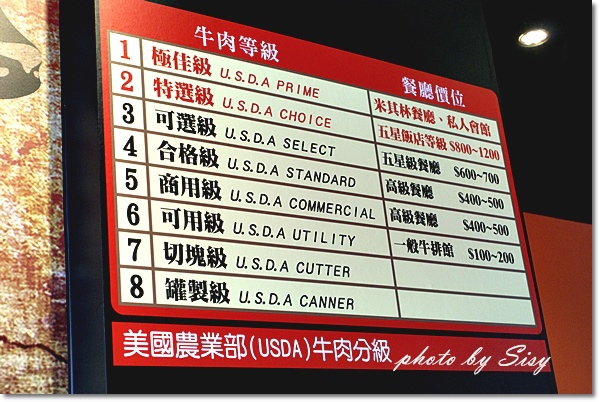 牛肉等級 餐廳價位
1 極佳級 U.S.D.A PRIME 米其林餐廳、私人會館
2 特選級 U.S.D.A CHOICE 五星飯店等級 $800~1200
3 可選級 U.S.D.A SELECT 五星級餐廳 $600~700
4 合格級 U.S.D.A STANDARD 高級餐廳 $400~500
5 商用級 U.S.D.A COMMERCIAL 高級餐廳 $400~500
6 可用級 U.S.D.A UTILITY 一般牛排館 $100~200
7 切塊級 U.S.D.A CUTTER
8 罐製級 U.S.D.A CANNER
美國農業部(USDA)牛肉分級
photo by Sisy